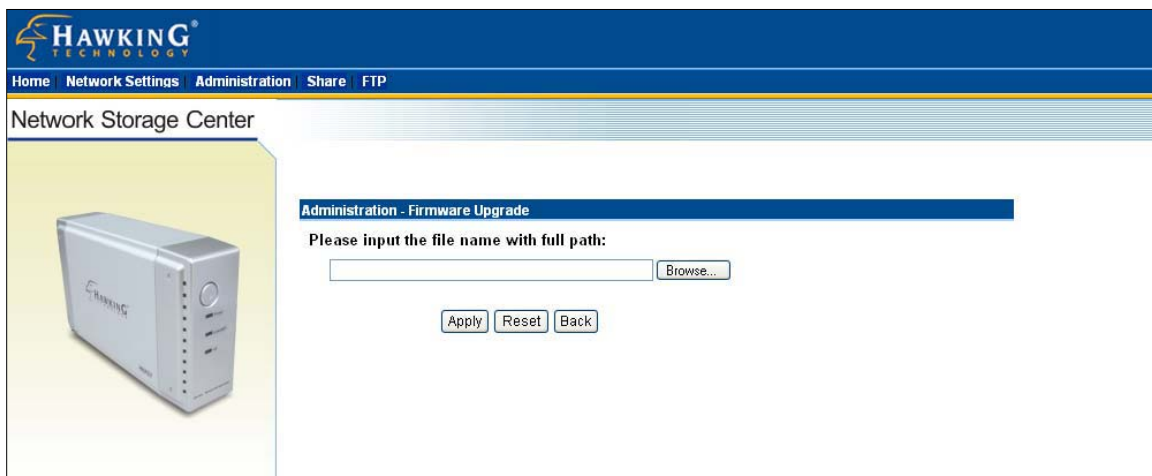 HAWKING®
TECHNOLOGY
Home | Network Settings | Administration | Share | FTP
Network Storage Center
Administration - Firmware Upgrade
Please input the file name with full path:
Browse...
HAWKING
Apply Reset Back